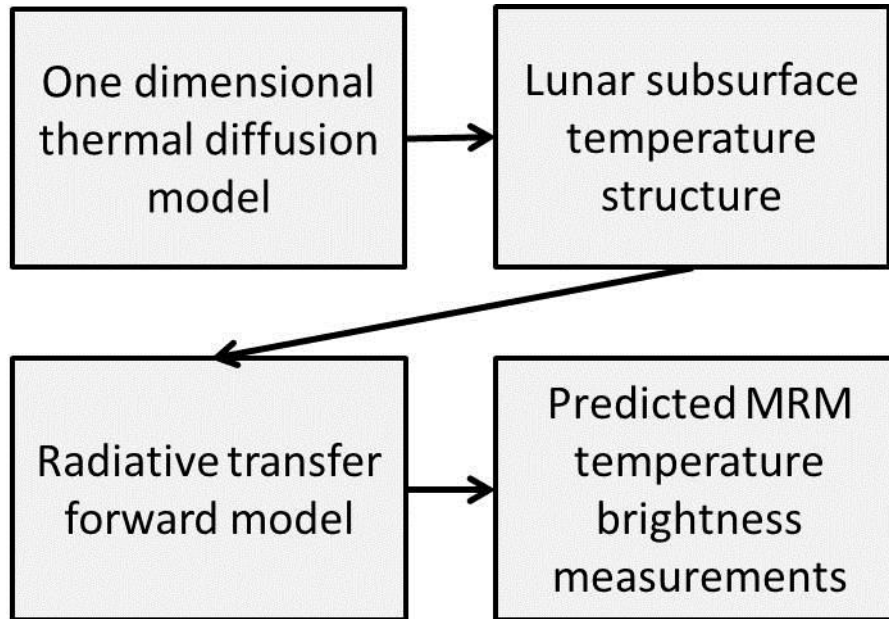 One dimensional
thermal diffusion
model
Lunar subsurface
temperature
structure
Radiative transfer
forward model
Predicted MRM
temperature
brightness
measurements